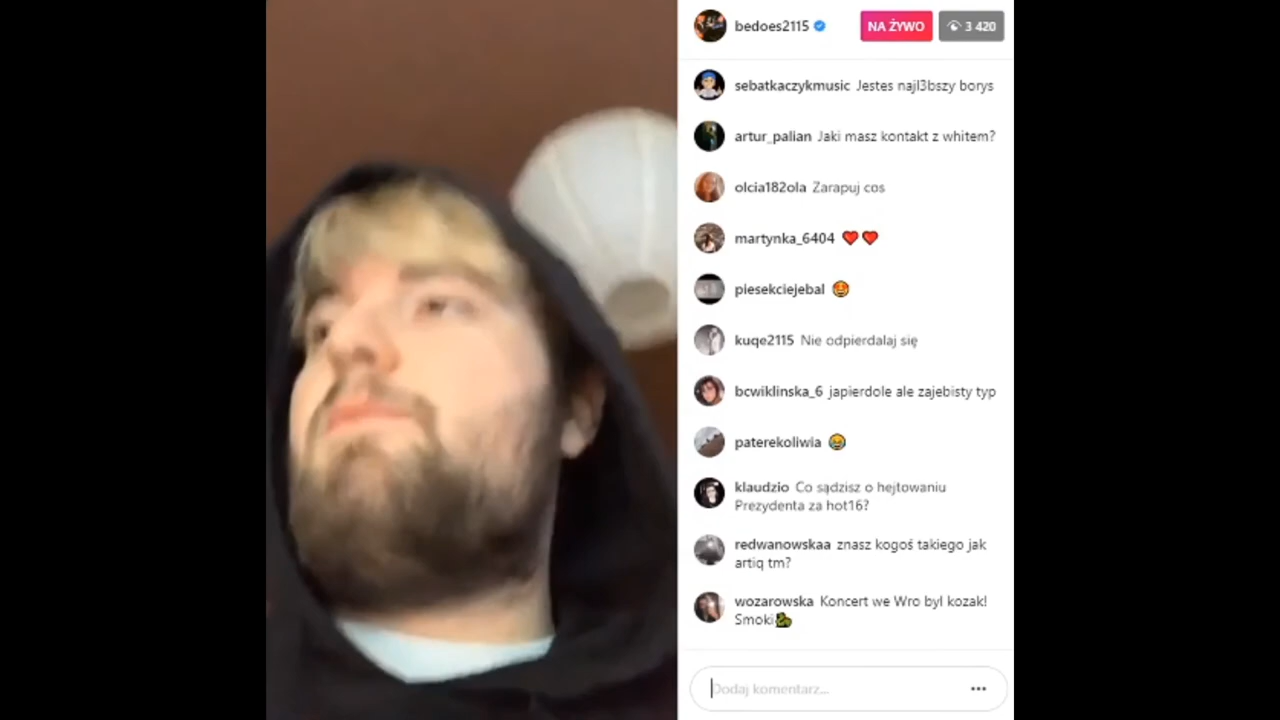 bedoes2115 NA ŻYWO 3 420
sebatkaczykmusic Jestes najl3bszy borys
artur_palian Jaki masz kontakt z whitem?
olcia182ola Zarapuj cos
martynka_6404 ❤️❤️
piesekciejebal 🤩
kuqe2115 Nie odpierdalaj się
bcwiklinska_6 japierdole ale zajebisty typ
paterekoliwia 😂
klaudzio Co sądzisz o hejtowaniu
Prezydenta za hot16?
redwanowskaa znasz kogoś takiego jak
artiq tm?
wozarowska Koncert we Wro byl kozak!
Smoki🐲
Dodaj komentarz...